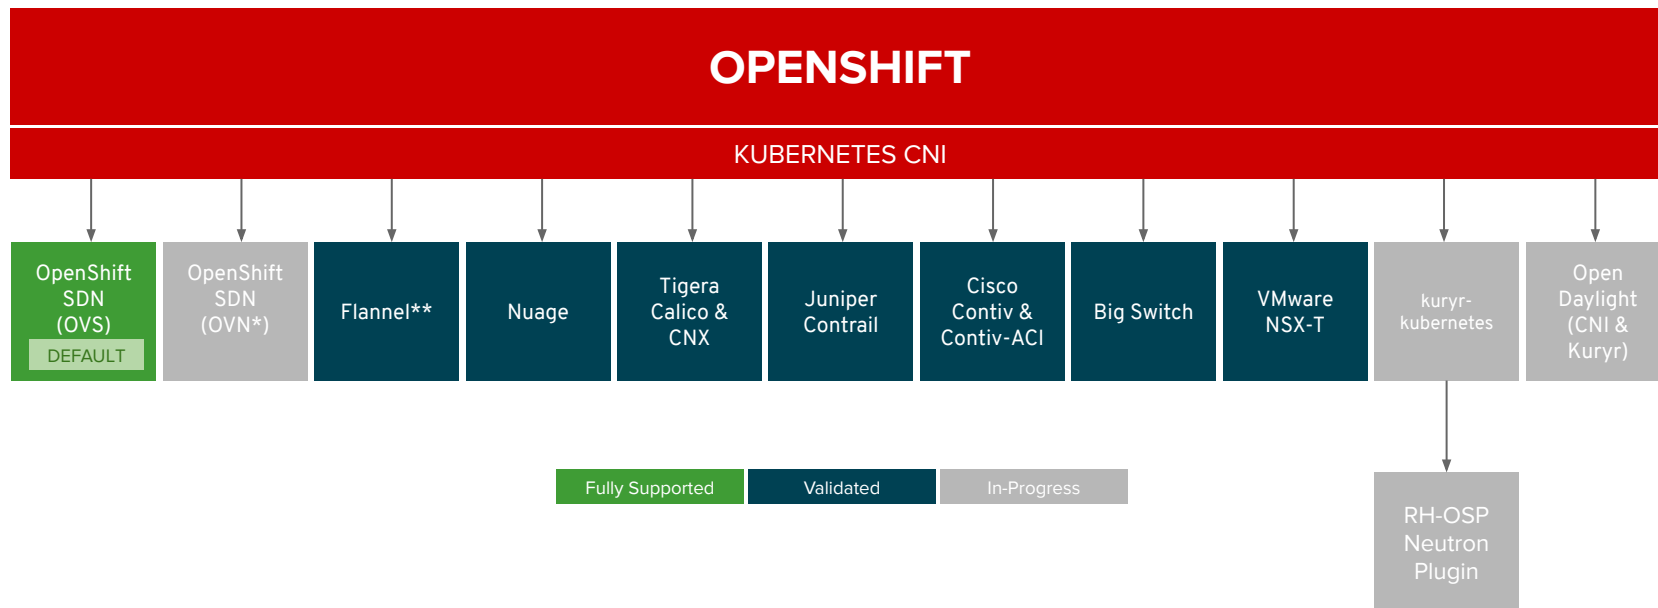 OPENSHIFT
KUBERNETES CNI
OpenShift
SDN
(OVS)
DEFAULT
OpenShift
SDN
(OVN*)
Flannel**
Nuage
Tigera
Calico &
CNX
Juniper
Contrail
Cisco
Contiv &
Contiv-ACI
Big Switch
VMware
NSX-T
kuryr-
kubernetes
Open
Daylight
(CNI &
Kuryr)
Fully Supported
Validated
In-Progress
RH-OSP
Neutron
Plugin